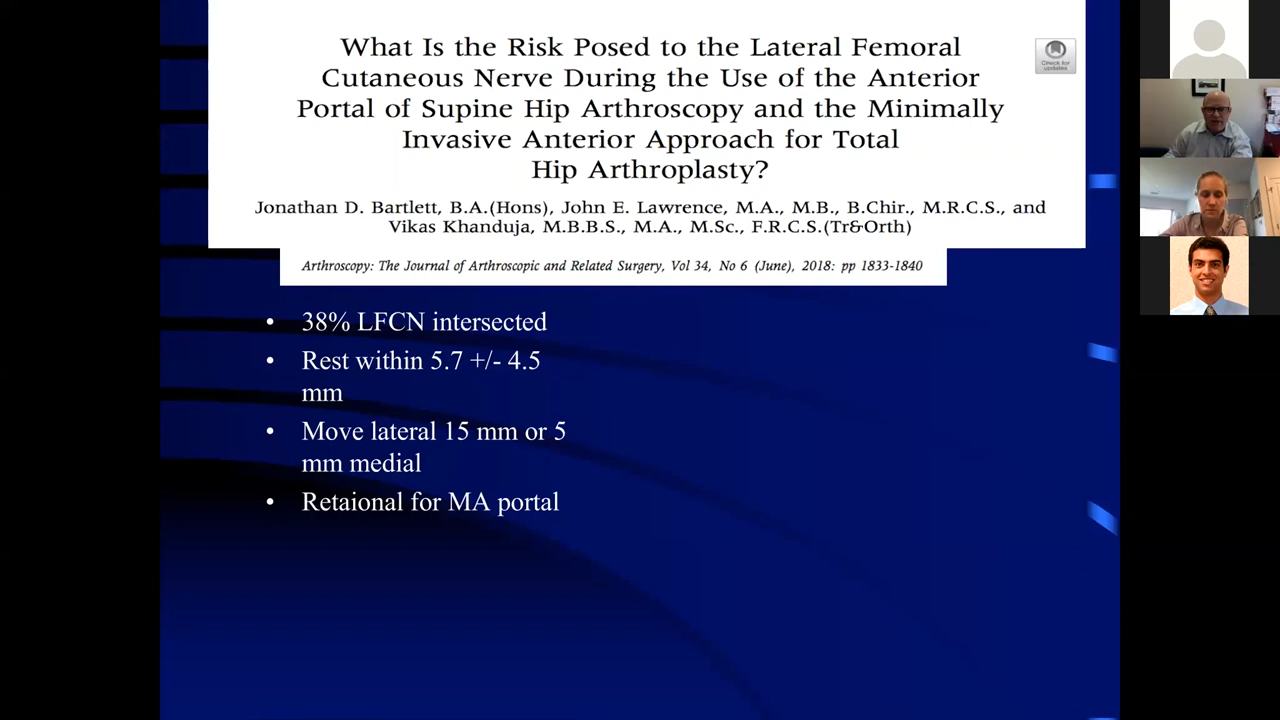 What Is the Risk Posed to the Lateral Femoral
Cutaneous Nerve During the Use of the Anterior
Portal of Supine Hip Arthroscopy and the Minimally
Invasive Anterior Approach for Total
Hip Arthroplasty?
Check for
updates
Jonathan D. Bartlett, B.A.(Hons), John E. Lawrence, M.A., M.B., B.Chir., M.R.C.S., and
Vikas Khanduja, M.B.B.S., M.A., M.Sc., F.R.C.S.(Tr&Orth)
Arthroscopy: The Journal of Arthroscopic and Related Surgery, Vol 34, No 6 (June), 2018: pp 1833-1840
• 38% LFCN intersected
• Rest within 5.7 +/- 4.5
mm
• Move lateral 15 mm or 5
mm medial
• Retaional for MA portal